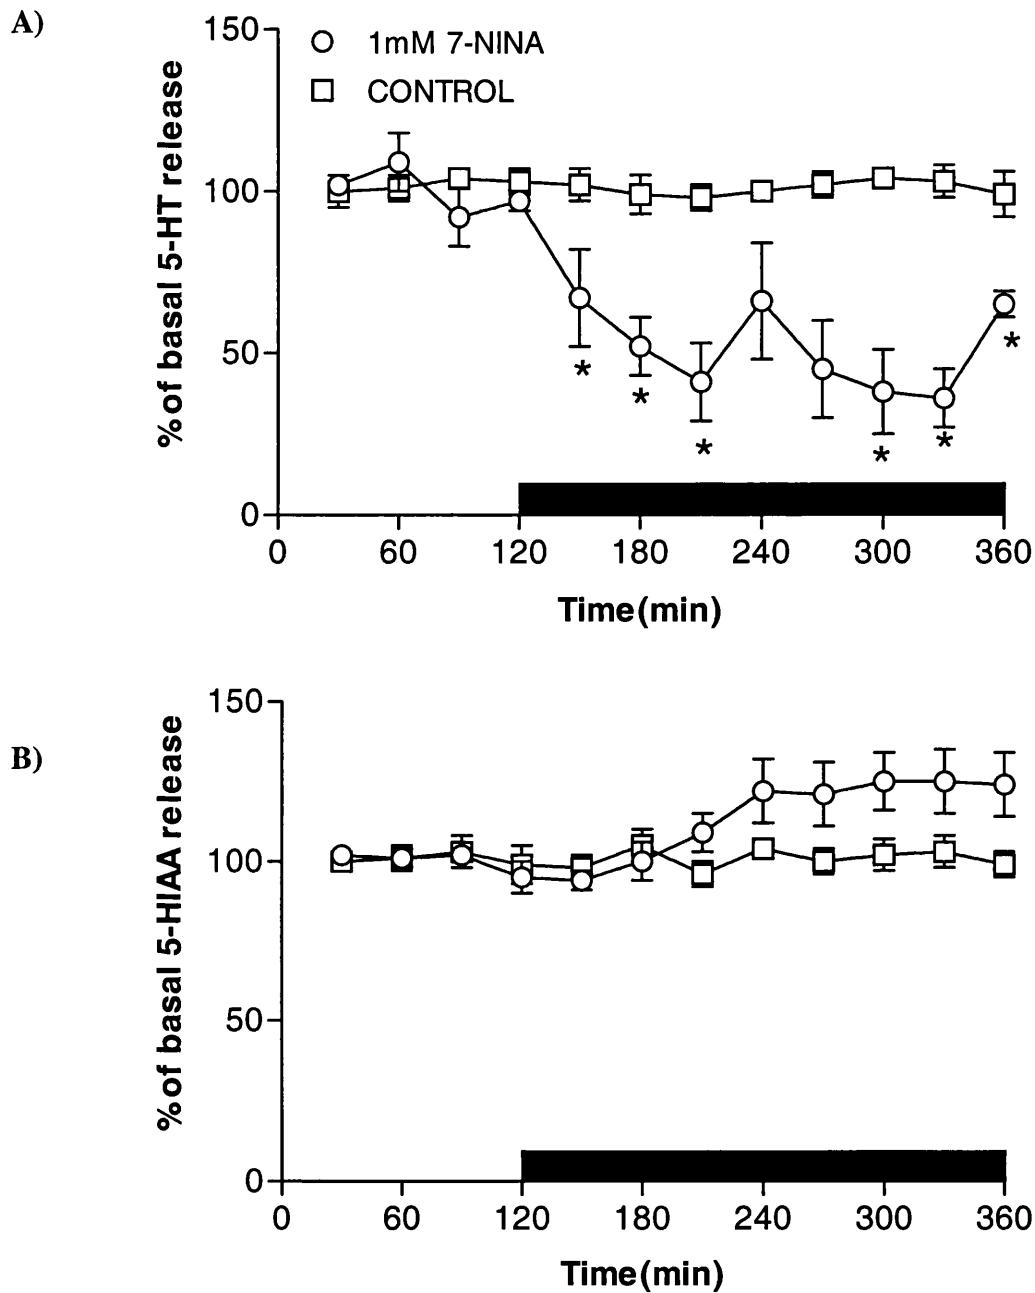 A)
150
1mM 7-NINA
CONTROL
100
50
0
% of basal 5-HT release
*
*
*
*
*
*
0 60 120 180 240 300 360
Time(min)
B)
150
100
50
0
% of basal 5-HIAA release
0 60 120 180 240 300 360
Time(min)